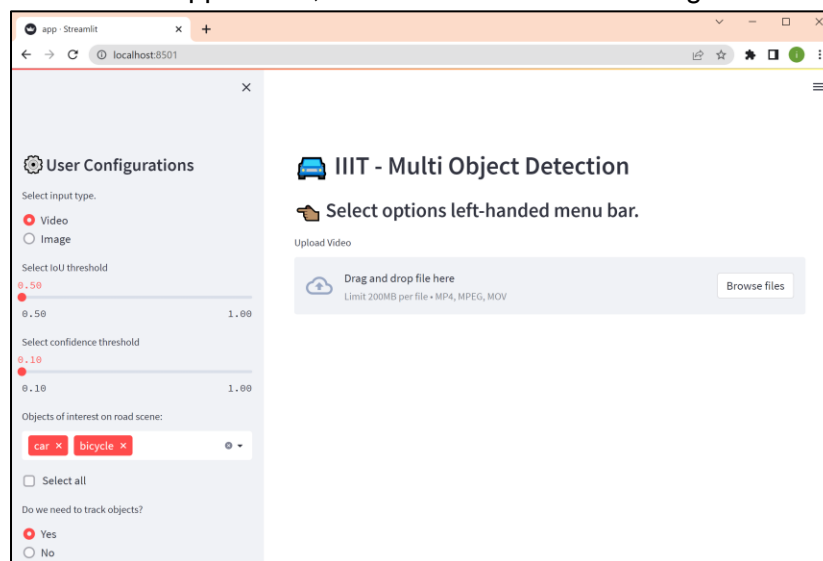 app · Streamlit
localhost:8501
User Configurations
Select input type.
Video
Image
Select IoU threshold
0.50
0.50 1.00
Select confidence threshold
0.10
0.10 1.00
Objects of interest on road scene:
car × bicycle ×
Select all
Do we need to track objects?
Yes
No
IIIT - Multi Object Detection
Select options left-handed menu bar.
Upload Video
Drag and drop file here
Limit 200MB per file • MP4, MPEG, MOV
Browse files